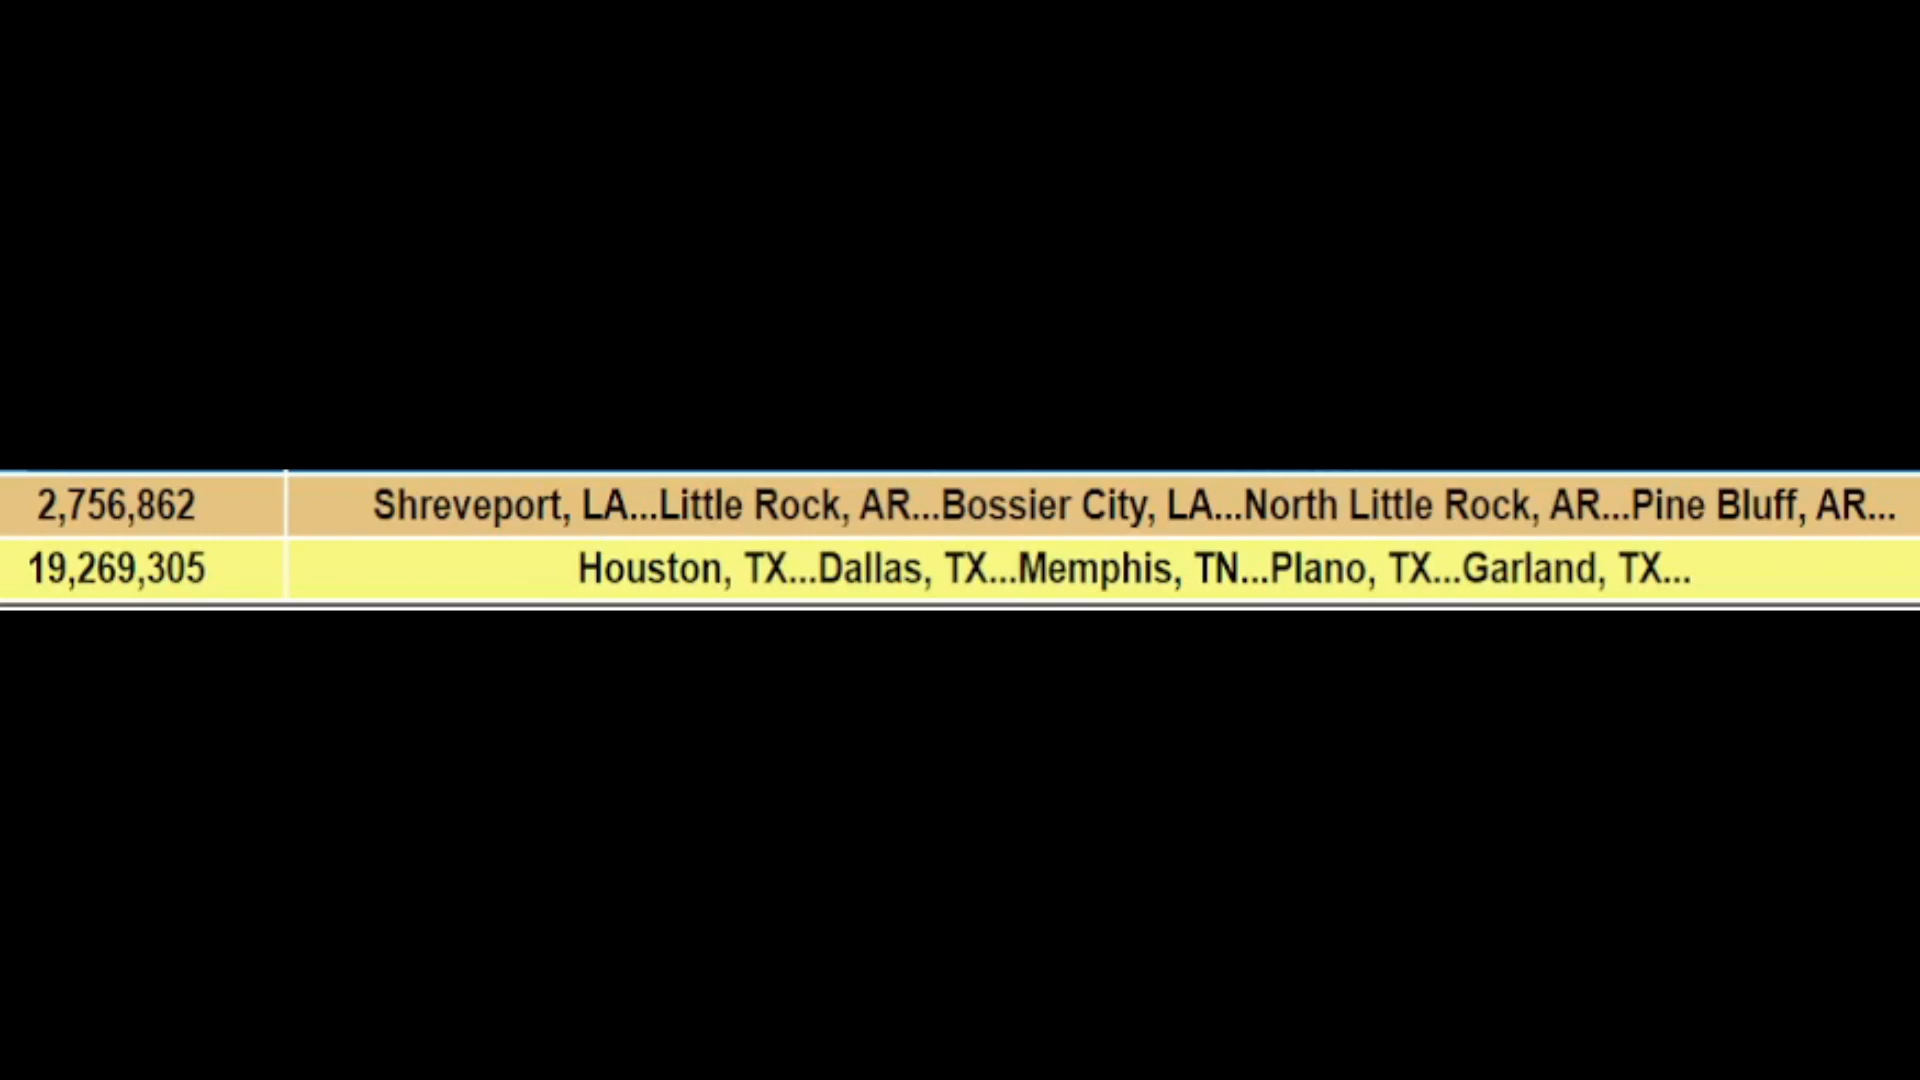 2,756,862 Shreveport, LA...Little Rock, AR...Bossier City, LA...North Little Rock, AR...Pine Bluff, AR...
19,269,305 Houston, TX...Dallas, TX...Memphis, TN...Plano, TX...Garland, TX...